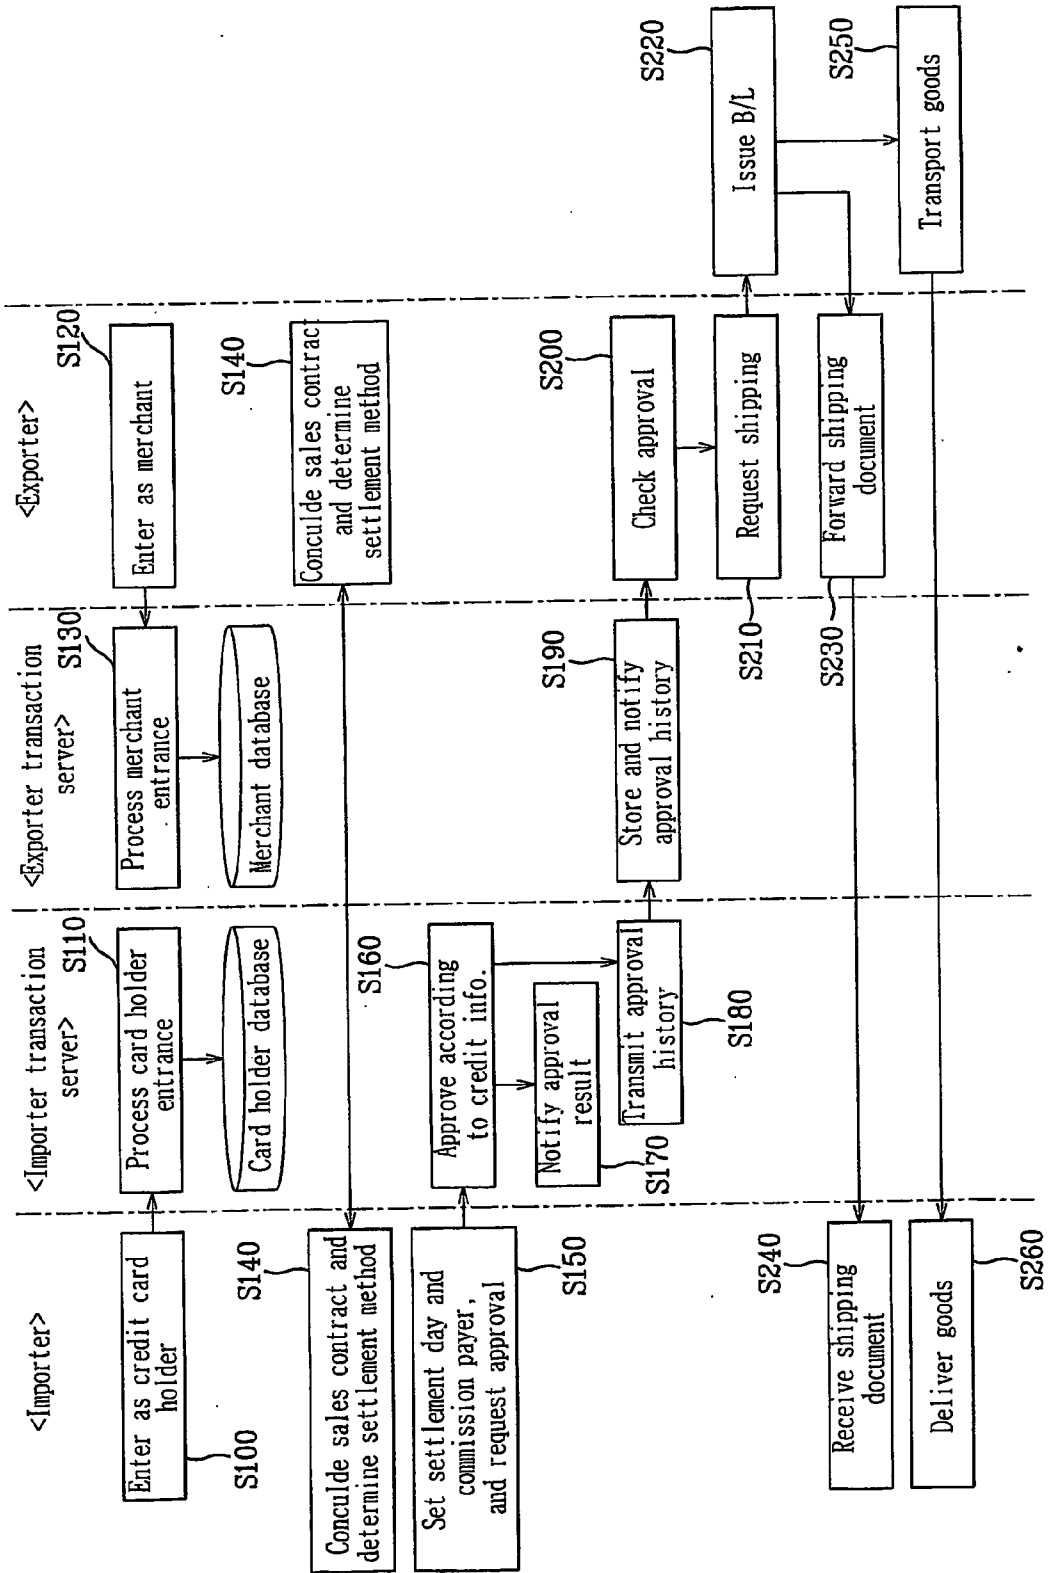 <Importer>
<Importer transaction
server>
<Exporter transaction
server>
<Exporter>
Enter as credit card
holder
S100
Process card holder
entrance
S110
Card holder database
Process merchant
entrance
S130
Merchant database
Enter as merchant
S120
Conculde sales contract and
determine settlement method
S140
Conculde sales contract
and determine
settlement method
S140
Set settlement day and
commission payer,
and request approval
S150
Approve according
to credit info.
S160
Notify approval
result
S170
Transmit approval
history
S180
Store and notify
approval history
S190
Check approval
S200
Request shipping
S210
Issue B/L
S220
Forward shipping
document
S230
Receive shipping
document
S240
Transport goods
S250
Deliver goods
S260